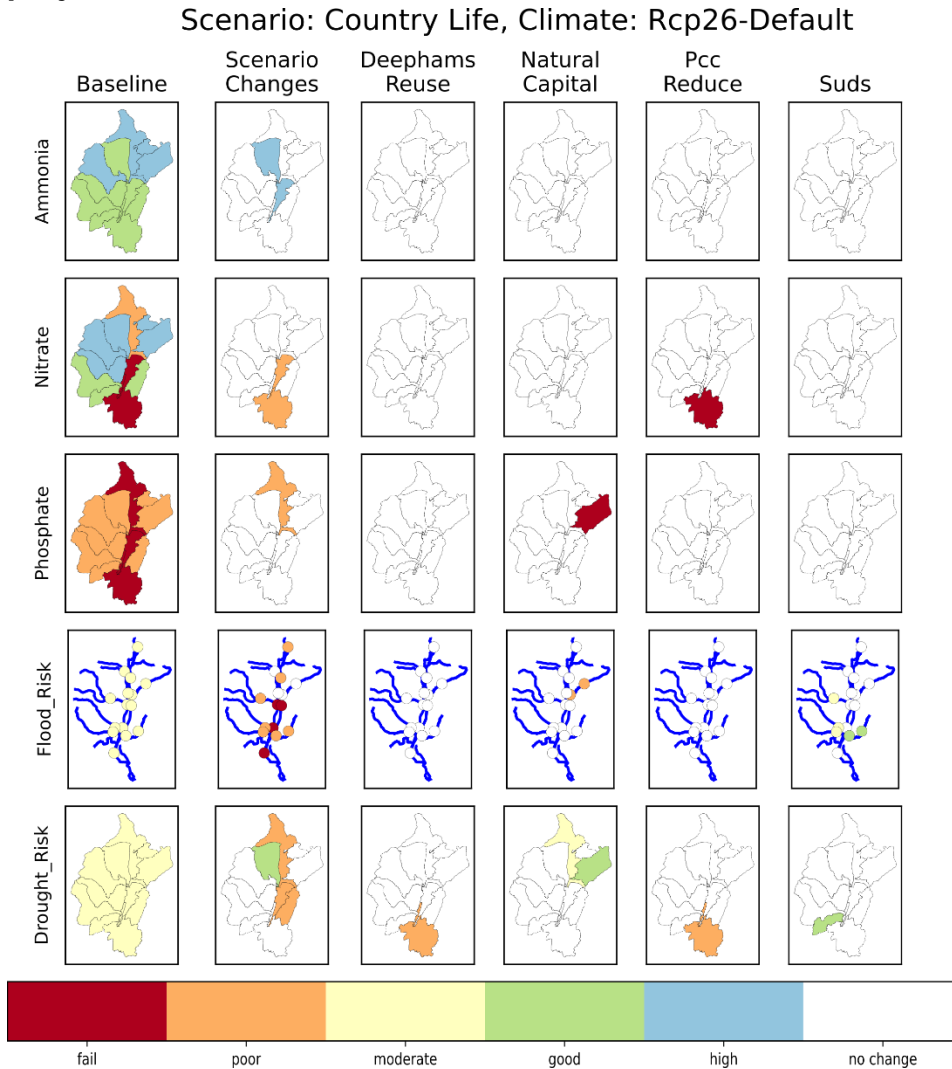 Scenario: Country Life, Climate: Rcp26-Default
Baseline
Scenario
Changes
Deephams
Reuse
Natural
Capital
Pcc
Reduce
Suds
Ammonia
Nitrate
Phosphate
Flood_Risk
Drought_Risk
fail
poor
moderate
good
high
no change